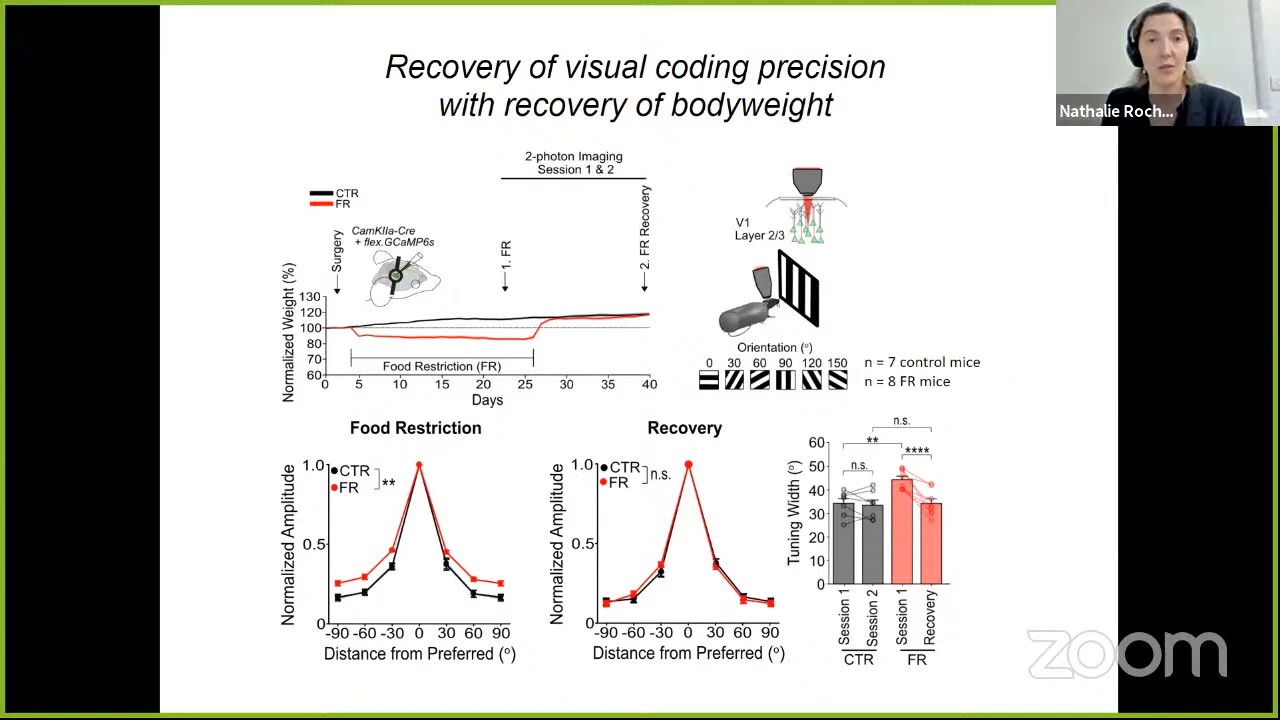 Recovery of visual coding precision
with recovery of bodyweight
Nathalie Roch...
2-photon Imaging
Session 1 & 2
CTR
FR
Surgery
CamKIIa-Cre
+ flex.GCaMP6s
1. FR
2. FR Recovery
Normalized Weight (%)
130
120
100
80
70
60
Food Restriction (FR)
0 5 10 15 20 25 30 35 40
Days
V1
Layer 2/3
Orientation (°)
0 30 60 90 120 150
n = 7 control mice
n = 8 FR mice
Food Restriction
Normalized Amplitude
1.0
0.5
0
CTR
FR
**
-90 -60 -30 0 30 60 90
Distance from Preferred (°)
Recovery
Normalized Amplitude
1.0
0.5
0
CTR
FR
n.s.
-90 -60 -30 0 30 60 90
Distance from Preferred (°)
n.s.
**
****
n.s.
Tuning Width (°)
60
50
40
30
20
10
0
Session 1
Session 2
Session 1
Recovery
CTR
FR
zoom